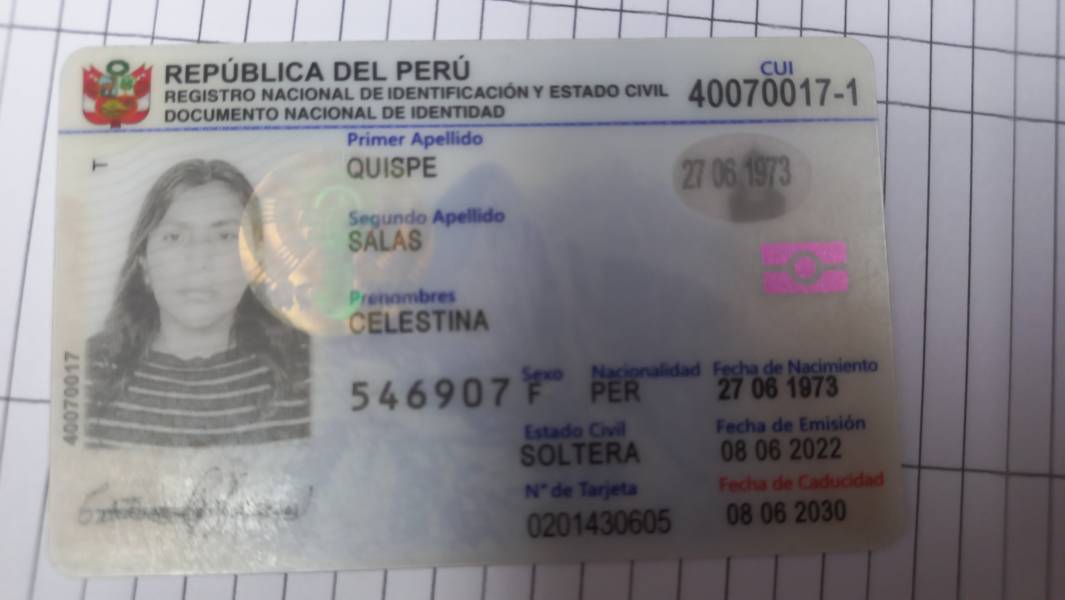 REPÚBLICA DEL PERÚ
REGISTRO NACIONAL DE IDENTIFICACIÓN Y ESTADO CIVIL
DOCUMENTO NACIONAL DE IDENTIDAD
CUI
40070017-1
T
Primer Apellido
QUISPE
27 06 1973
Segundo Apellido
SALAS
Prenombres
CELESTINA
40070017
546907
Sexo Nacionalidad Fecha de Nacimiento
F PER 27 06 1973
Estado Civil Fecha de Emisión
SOLTERA 08 06 2022
N° de Tarjeta Fecha de Caducidad
0201430605 08 06 2030